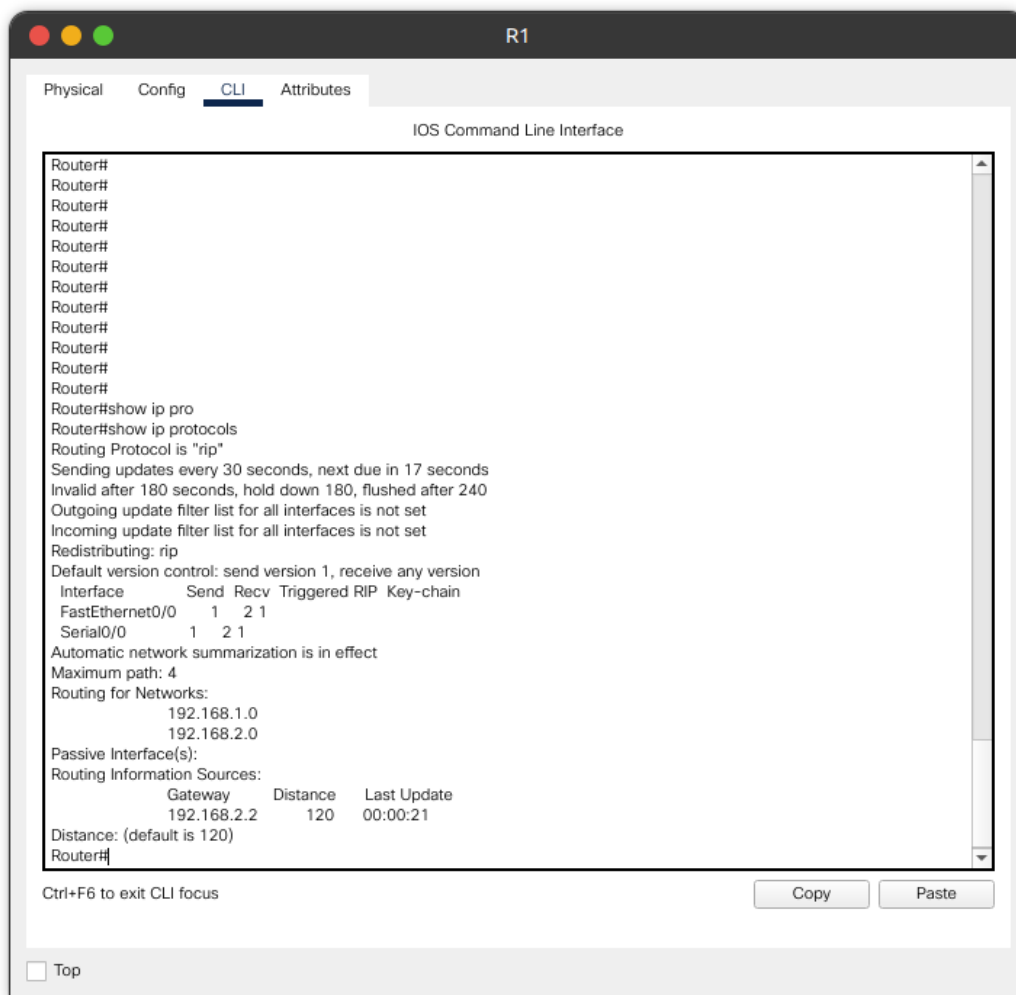 R1
Physical Config CLI Attributes
IOS Command Line Interface
Router#
Router#
Router#
Router#
Router#
Router#
Router#
Router#
Router#
Router#
Router#
Router#
Router#show ip pro
Router#show ip protocols
Routing Protocol is "rip"
Sending updates every 30 seconds, next due in 17 seconds
Invalid after 180 seconds, hold down 180, flushed after 240
Outgoing update filter list for all interfaces is not set
Incoming update filter list for all interfaces is not set
Redistributing: rip
Default version control: send version 1, receive any version
Interface Send Recv Triggered RIP Key-chain
FastEthernet0/0 1 2 1
Serial0/0 1 2 1
Automatic network summarization is in effect
Maximum path: 4
Routing for Networks:
192.168.1.0
192.168.2.0
Passive Interface(s):
Routing Information Sources:
Gateway Distance Last Update
192.168.2.2 120 00:00:21
Distance: (default is 120)
Router#
Ctrl+F6 to exit CLI focus
Copy Paste
Top